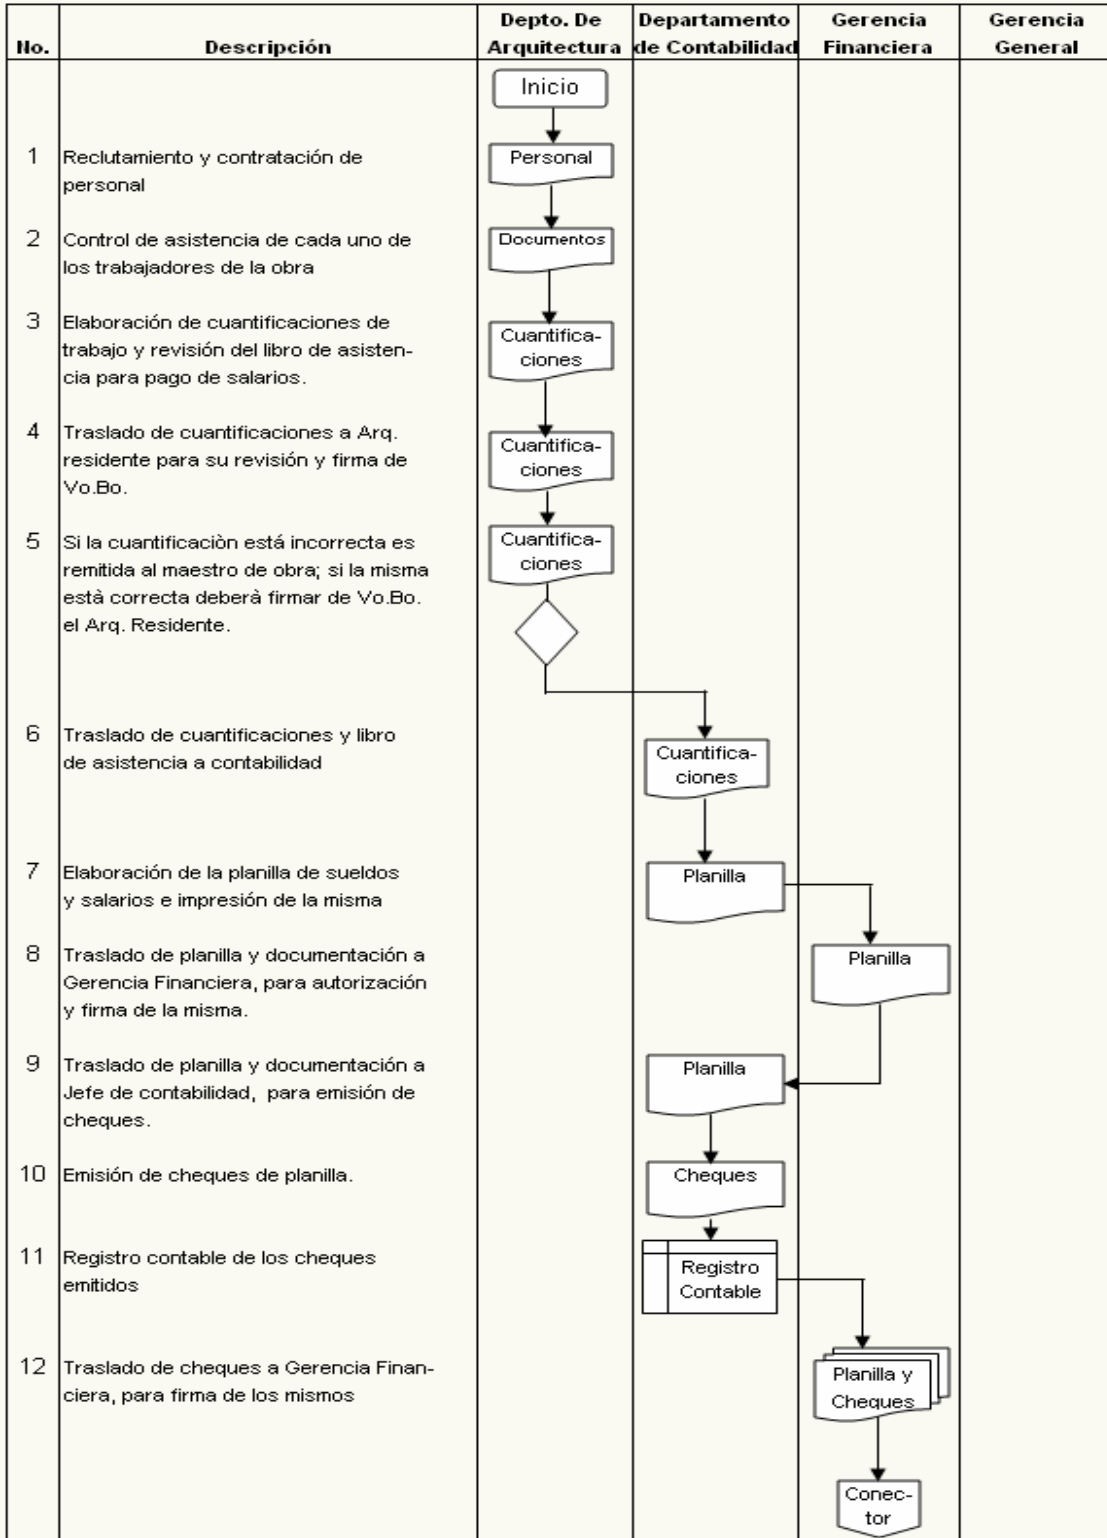 No.
Descripción
Depto. De
Arquitectura
Departamento
de Contabilidad
Gerencia
Financiera
Gerencia
General
Inicio
1
Reclutamiento y contratación de
personal
Personal
2
Control de asistencia de cada uno de
los trabajadores de la obra
Documentos
3
Elaboración de cuantificaciones de
trabajo y revisión del libro de asisten-
cia para pago de salarios.
Cuantifica-
ciones
4
Traslado de cuantificaciones a Arq.
residente para su revisión y firma de
Vo.Bo.
Cuantifica-
ciones
5
Si la cuantificaciòn está incorrecta es
remitida al maestro de obra; si la misma
està correcta deberà firmar de Vo.Bo.
el Arq. Residente.
Cuantifica-
ciones
6
Traslado de cuantificaciones y libro
de asistencia a contabilidad
Cuantifica-
ciones
7
Elaboración de la planilla de sueldos
y salarios e impresión de la misma
Planilla
8
Traslado de planilla y documentación a
Gerencia Financiera, para autorización
y firma de la misma.
Planilla
9
Traslado de planilla y documentación a
Jefe de contabilidad,  para emisión de
cheques.
Planilla
10
Emisión de cheques de planilla.
Cheques
11
Registro contable de los cheques
emitidos
Registro
Contable
12
Traslado de cheques a Gerencia Finan-
ciera, para firma de los mismos
Planilla y
Cheques
Conec-
tor